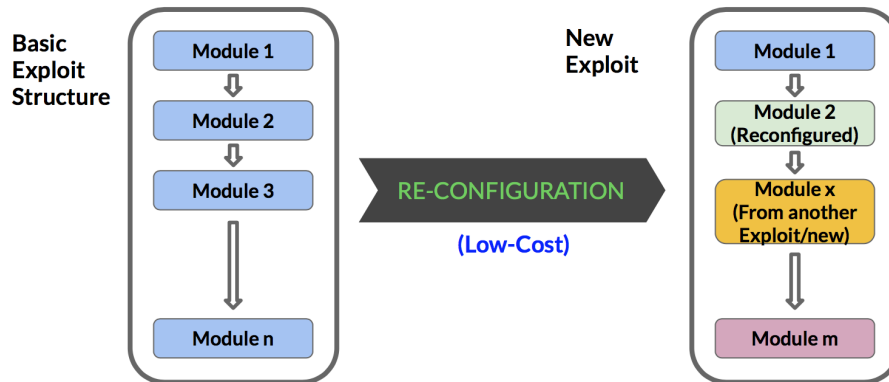 Basic
Exploit
Structure
Module 1
Module 2
Module 3
Module n
RE-CONFIGURATION
(Low-Cost)
New
Exploit
Module 1
Module 2
(Reconfigured)
Module x
(From another
Exploit/new)
Module m